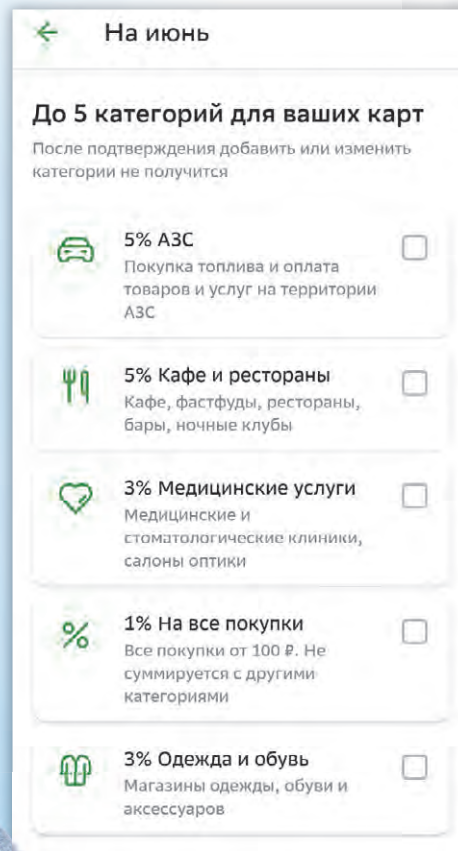 На июнь
До 5 категорий для ваших карт
После подтверждения добавить или изменить
категории не получится
5% АЗС
Покупка топлива и оплата
товаров и услуг на территории
АЗС
5% Кафе и рестораны
Кафе, фастфуды, рестораны,
бары, ночные клубы
3% Медицинские услуги
Медицинские и
стоматологические клиники,
салоны оптики
1% На все покупки
Все покупки от 100 ₽. Не
суммируется с другими
категориями
3% Одежда и обувь
Магазины одежды, обуви и
аксессуаров